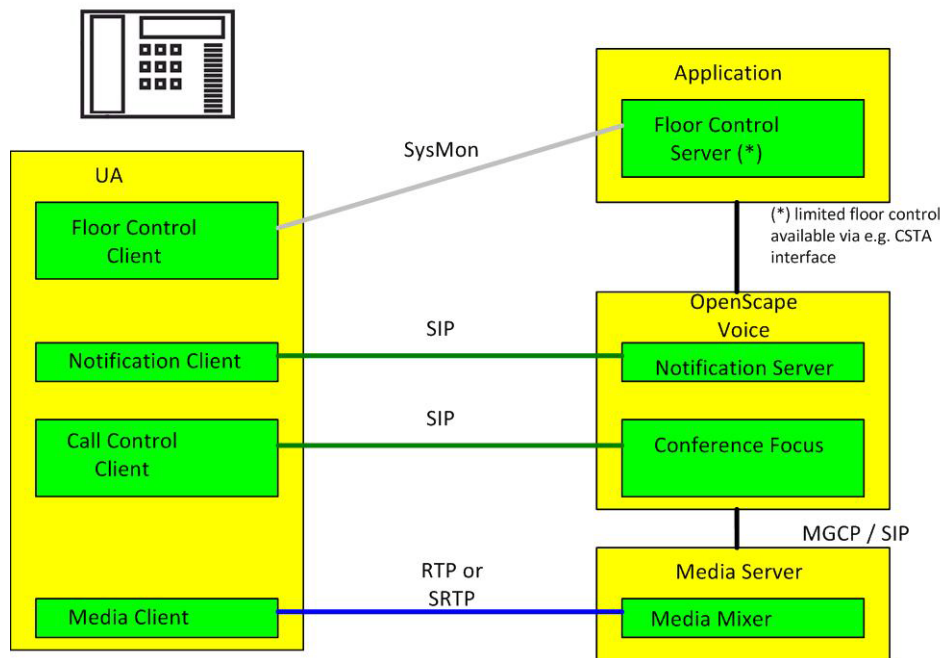 Application
Floor Control
Server (*)
SysMon
UA
(*) limited floor control
available via e.g. CSTA
interface
Floor Control
Client
OpenScape
Voice
SIP
Notification Client
Notification Server
SIP
Call Control
Client
Conference Focus
MGCP / SIP
RTP or
SRTP
Media Server
Media Client
Media Mixer